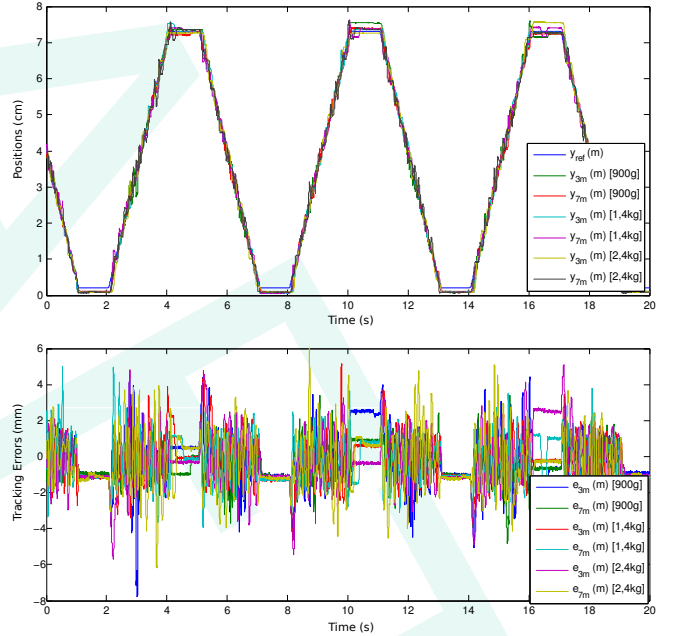 8
7
6
5
4
3
2
1
0
Positions (cm)
0 2 4 6 8 10 12 14 16 18 20
Time (s)
y_ref (m)
y_3m (m) [900g]
y_7m (m) [900g]
y_3m (m) [1,4kg]
y_7m (m) [1,4kg]
y_3m (m) [2,4kg]
y_7m (m) [2,4kg]
6
4
2
0
−2
−4
−6
−8
Tracking Errors (mm)
0 2 4 6 8 10 12 14 16 18 20
Time (s)
e_3m (m) [900g]
e_7m (m) [900g]
e_3m (m) [1,4kg]
e_7m (m) [1,4kg]
e_3m (m) [2,4kg]
e_7m (m) [2,4kg]